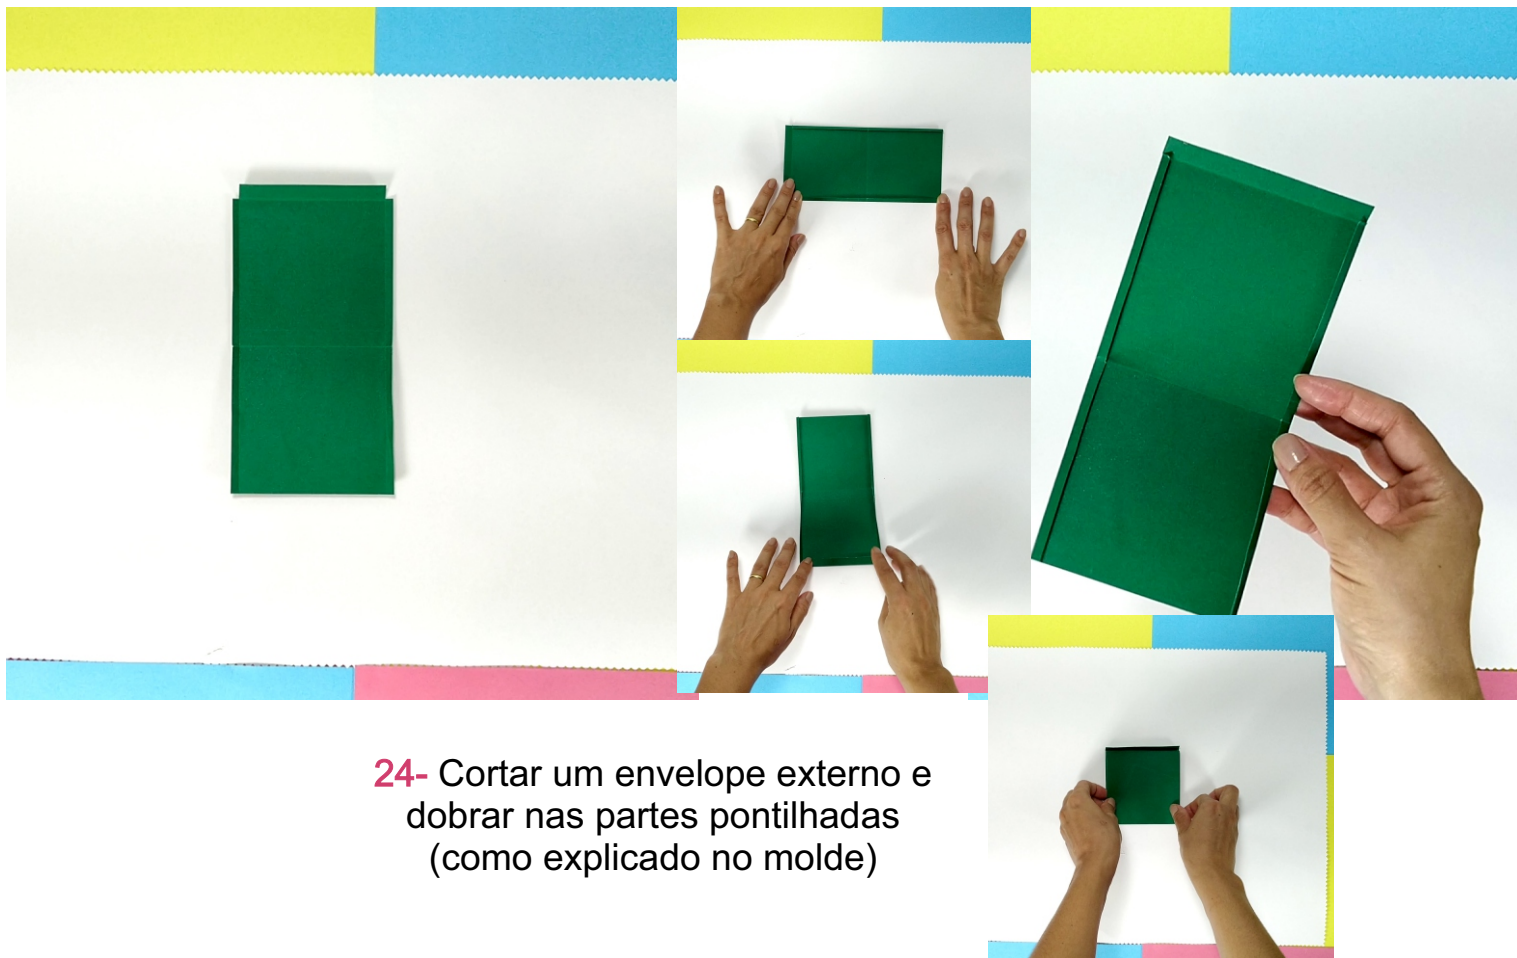 24- Cortar um envelope externo e
dobrar nas partes pontilhadas
(como explicado no molde)